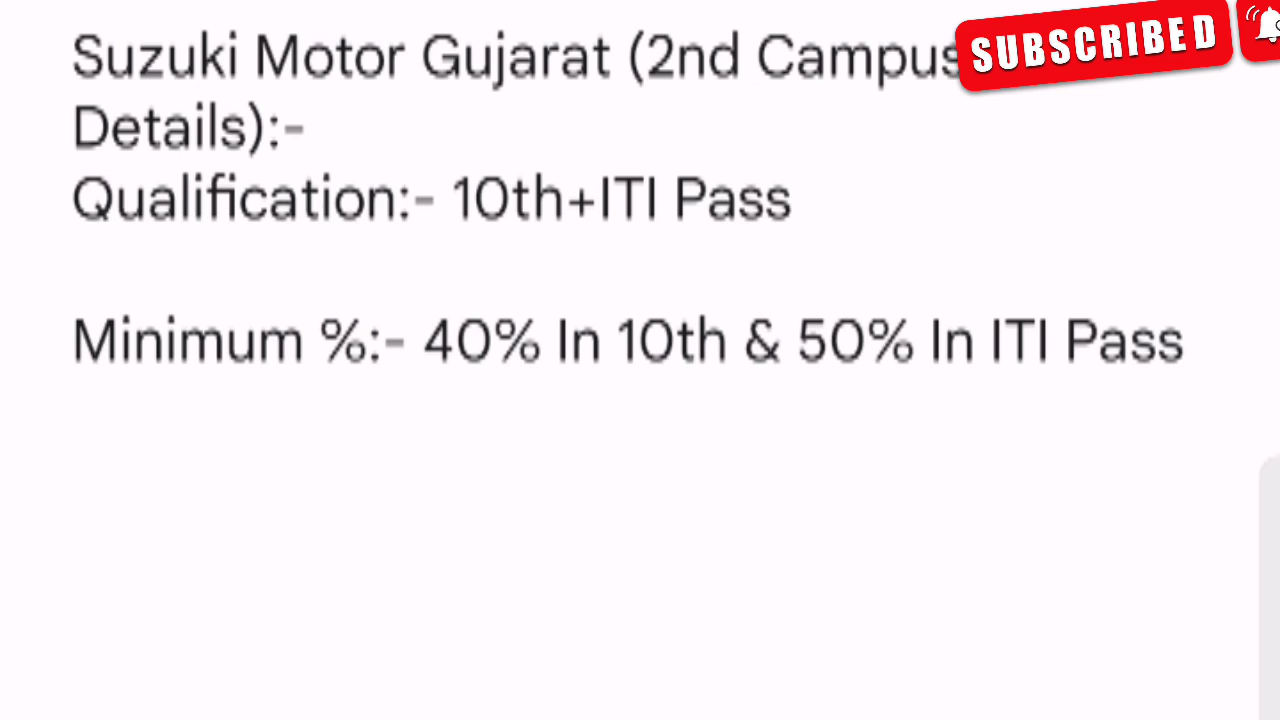 Suzuki Motor Gujarat (2nd Campus
SUBSCRIBED
Details):-
Qualification:- 10th+ITI Pass
Minimum %:- 40% In 10th & 50% In ITI Pass